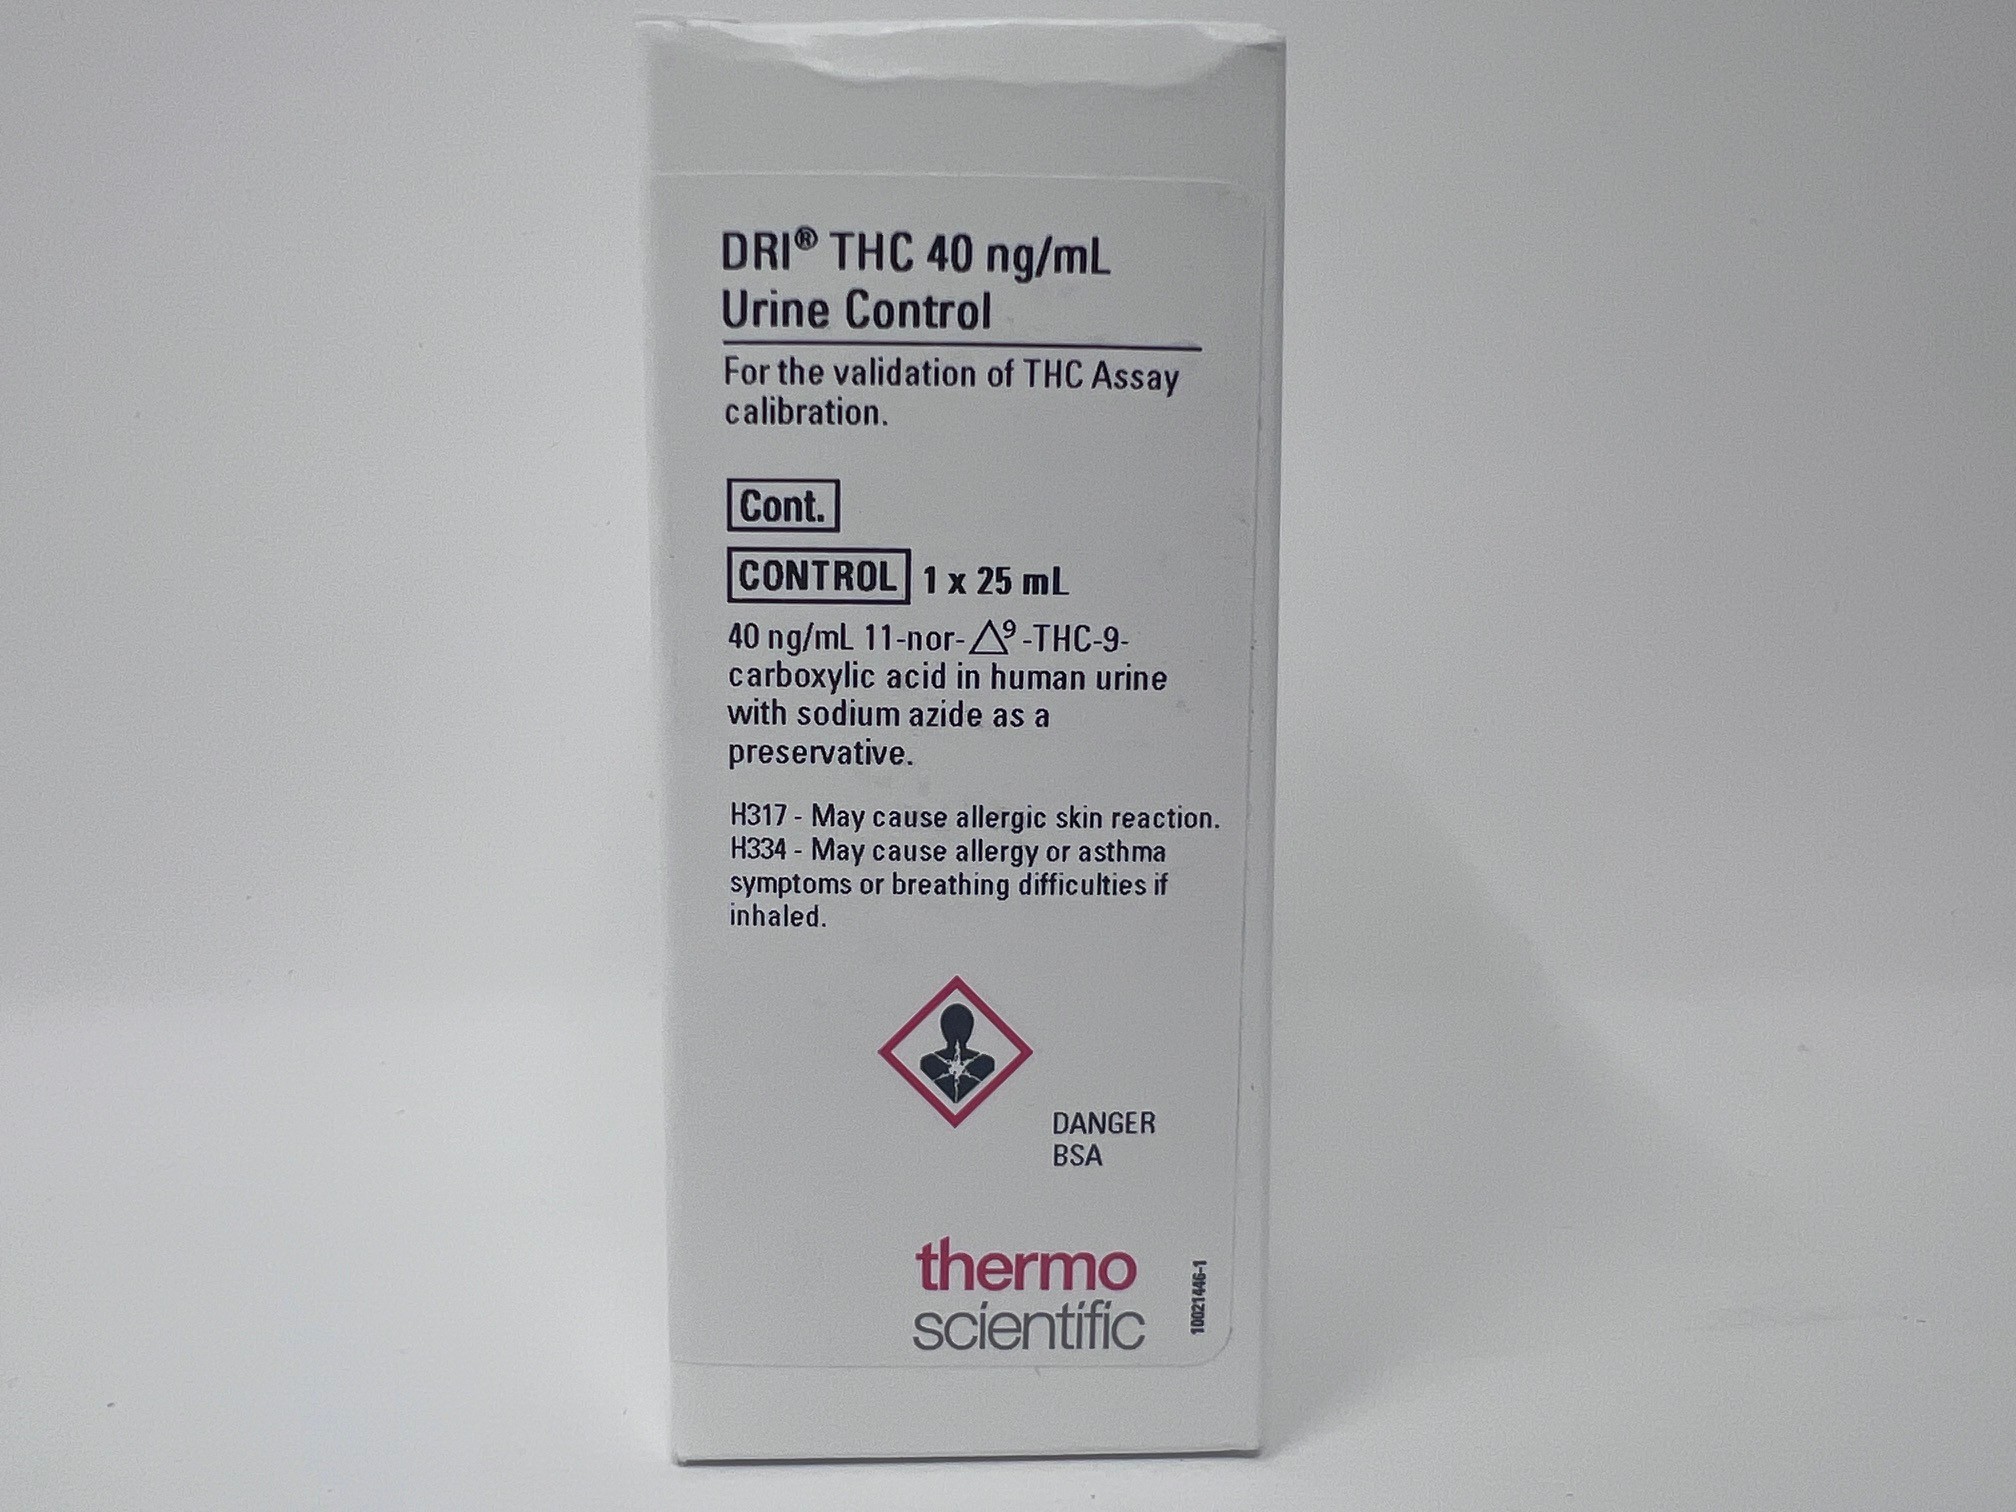 DRI® THC 40 ng/mL
Urine Control
For the validation of THC Assay
calibration.
Cont.
CONTROL 1 x 25 mL
40 ng/mL 11-nor-△⁹-THC-9-
carboxylic acid in human urine
with sodium azide as a
preservative.
H317 - May cause allergic skin reaction.
H334 - May cause allergy or asthma
symptoms or breathing difficulties if
inhaled.
DANGER
BSA
thermo
scientific
10021446-1